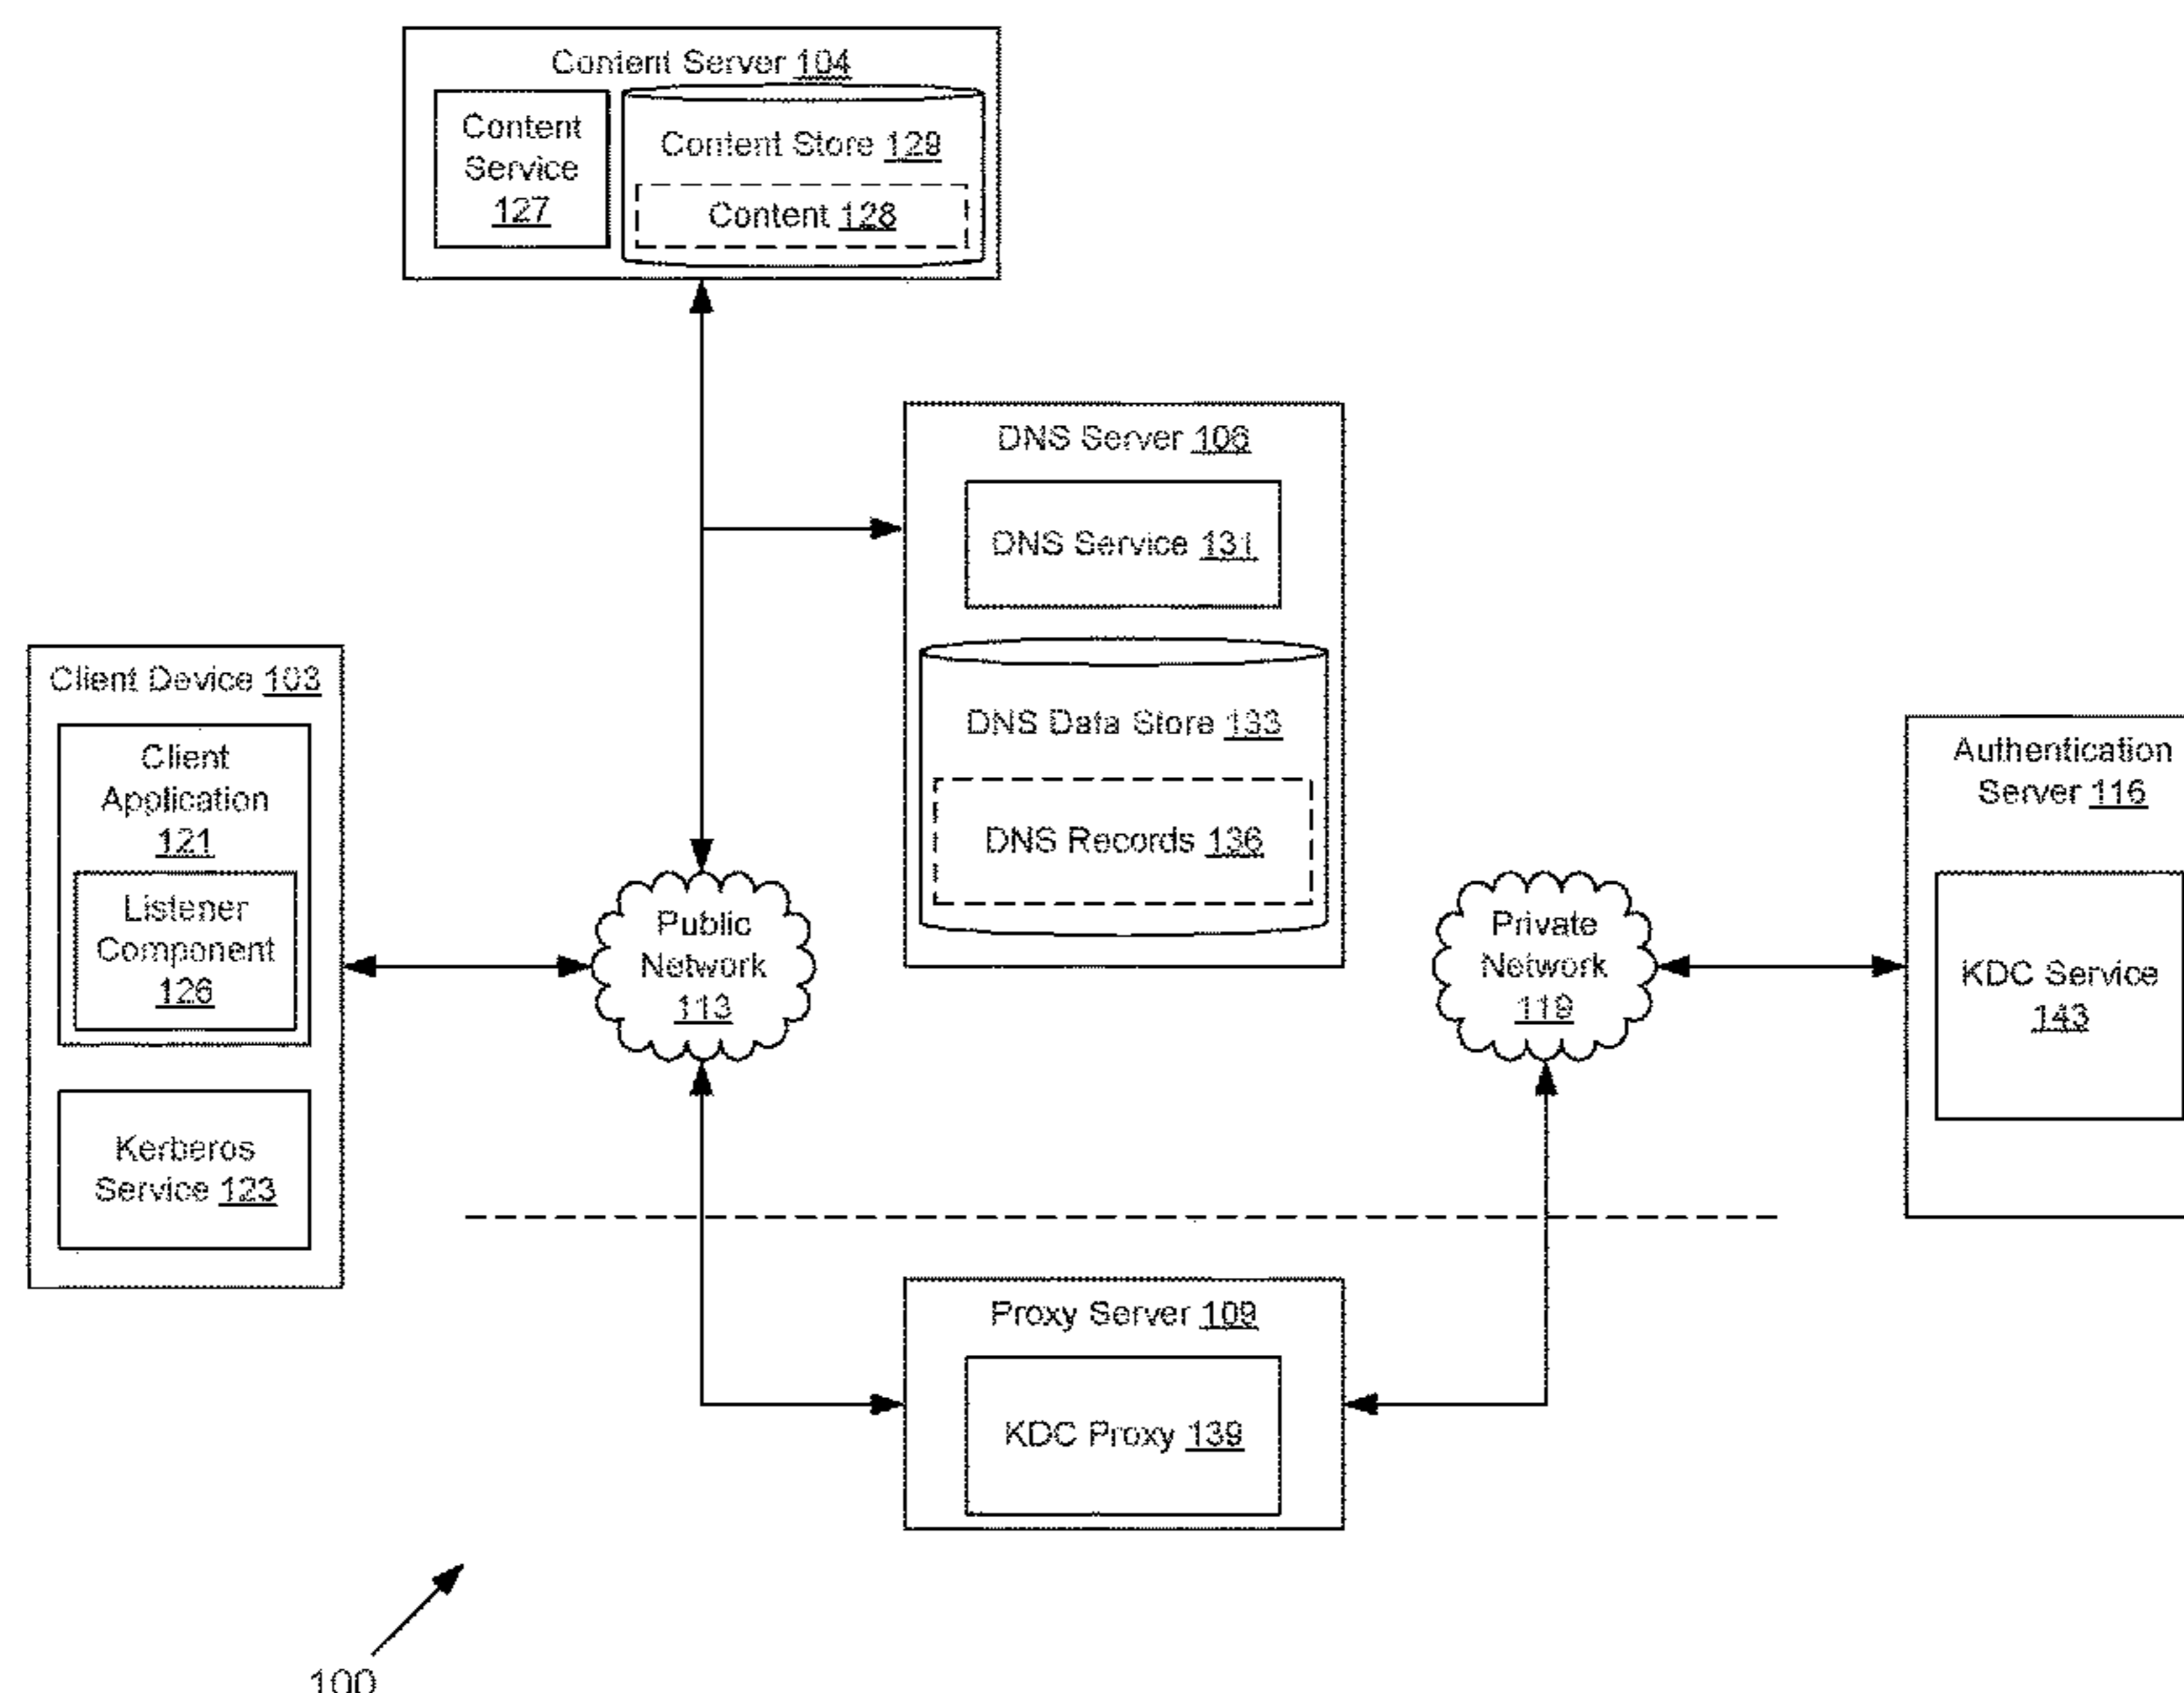 Content Server 104
Content
Service
127
Content Store 129
Content 128
DNS Server 106
DNS Service 131
DNS Data Store 133
DNS Records 136
Client Device 103
Client
Application
121
Listener
Component
126
Kerberos
Service 123
Public
Network
113
Private
Network
119
Authentication
Server 116
KDC Service
143
Proxy Server 109
KDC Proxy 139
100